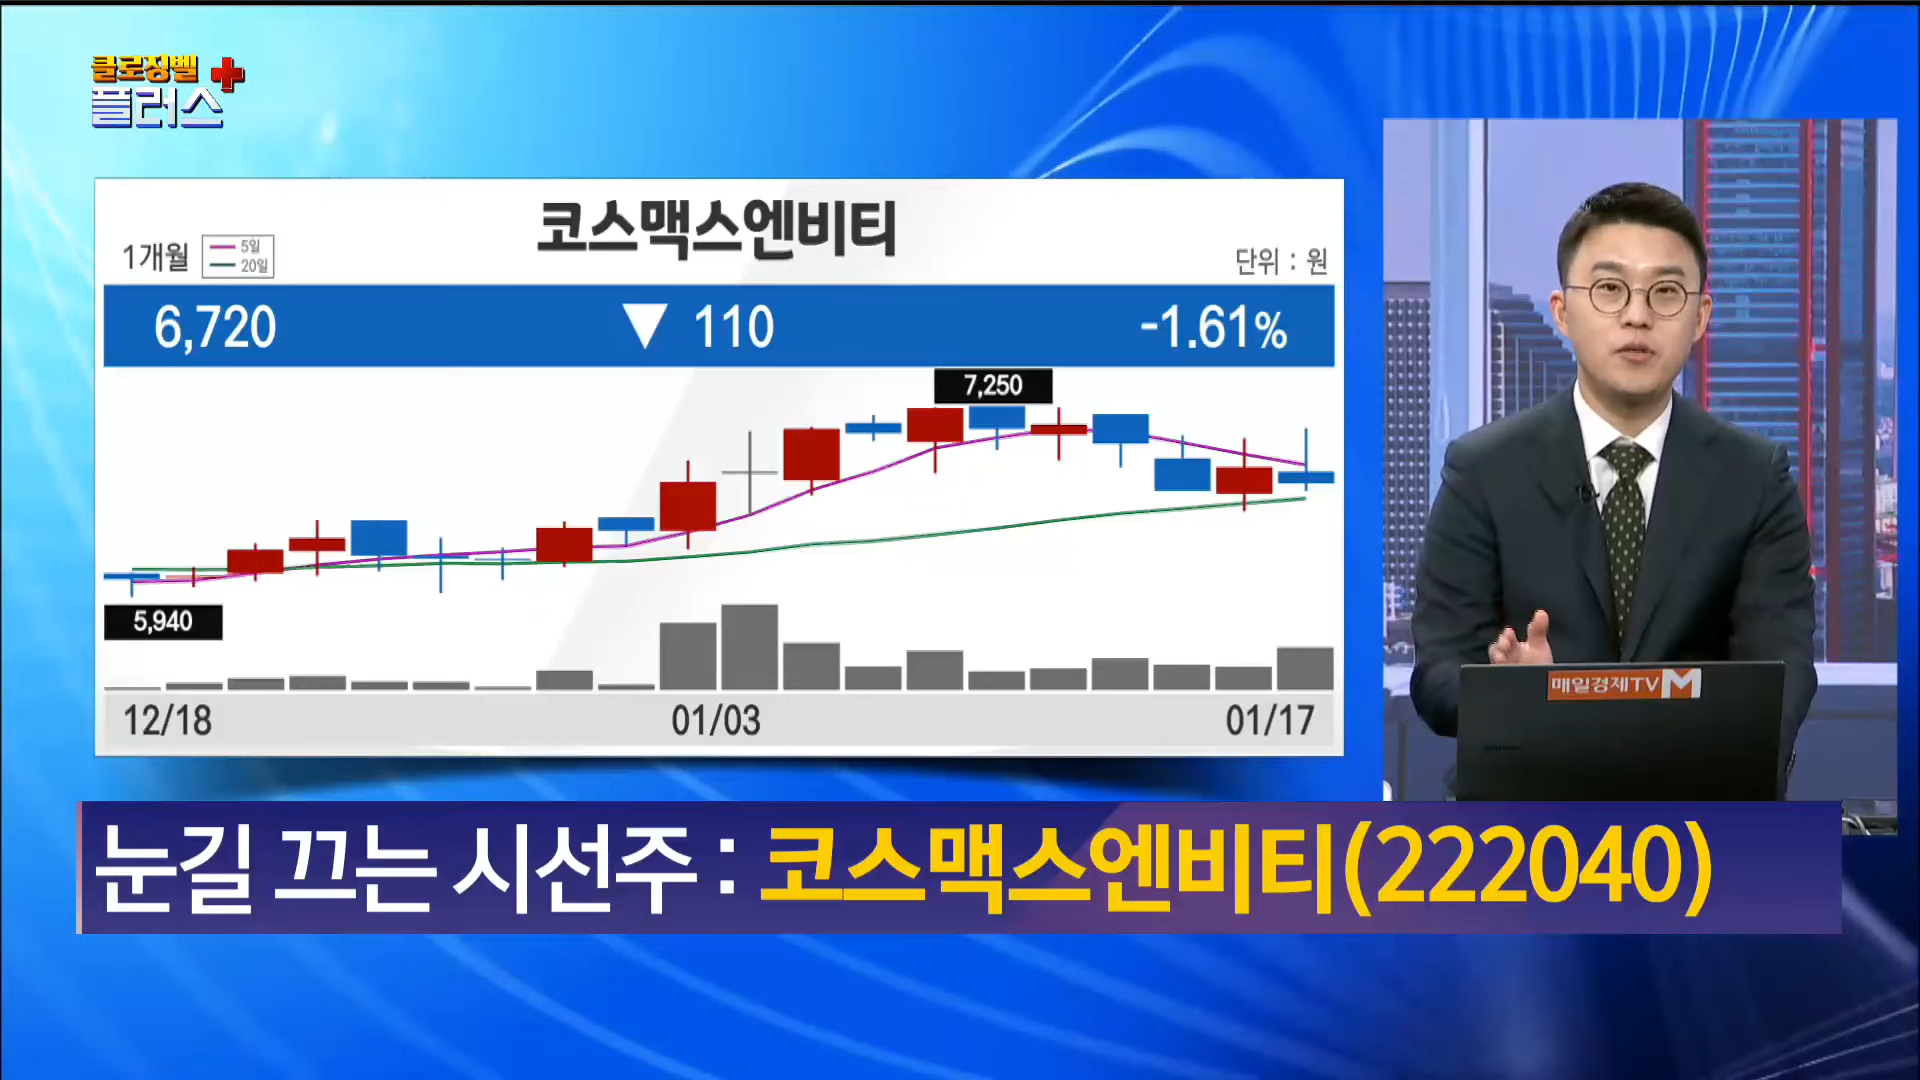 클로징벨
플러스
코스맥스엔비티
1개월
5일
20일
단위 : 원
6,720 ▼ 110 -1.61%
7,250
5,940
12/18 01/03 01/17
매일경제TV M
눈길 끄는 시선주 : 코스맥스엔비티(222040)